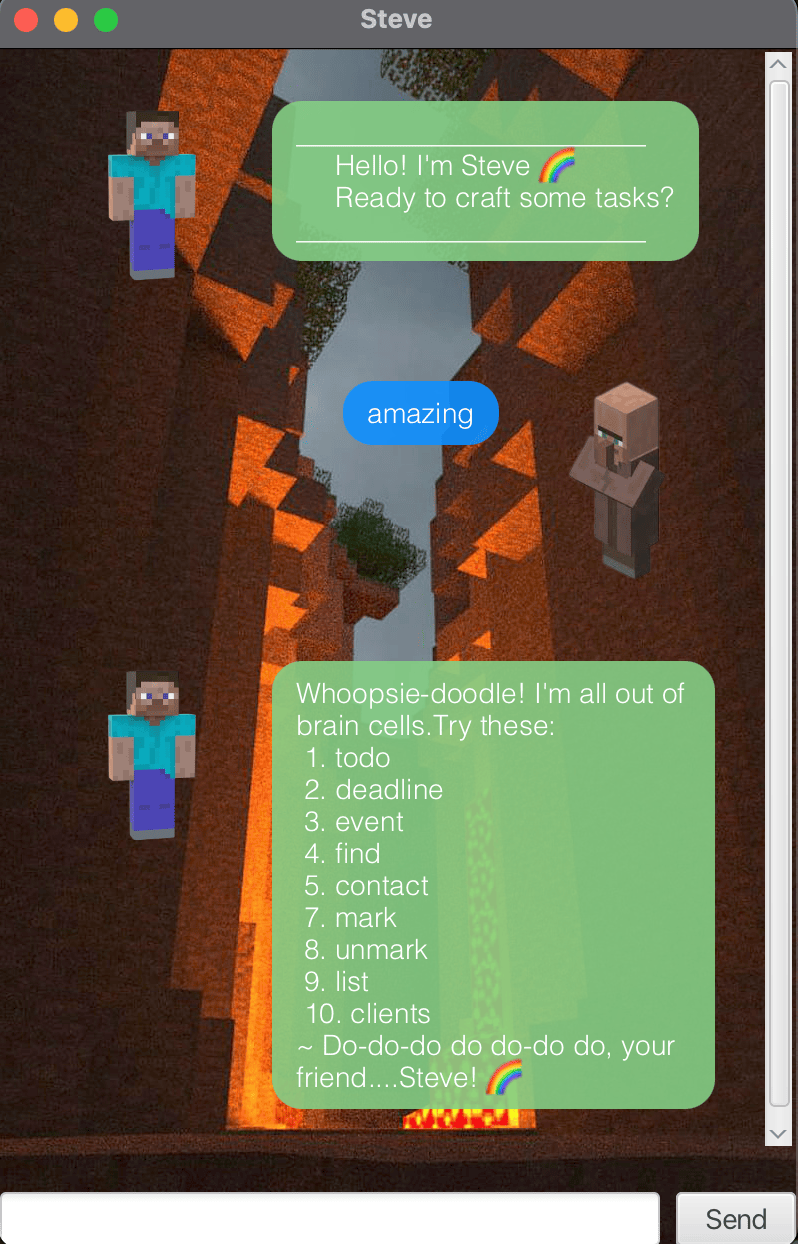 Steve
Hello! I'm Steve 🌈
Ready to craft some tasks?
amazing
Whoopsie-doodle! I'm all out of
brain cells.Try these:
1. todo
2. deadline
3. event
4. find
5. contact
7. mark
8. unmark
9. list
10. clients
~ Do-do-do do do-do do, your
friend....Steve! 🌈
Send